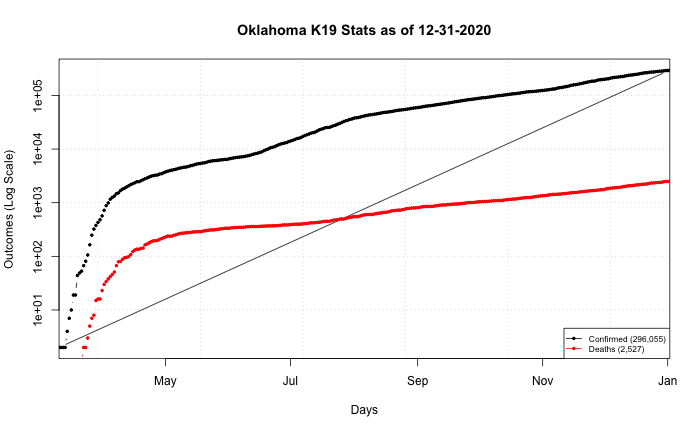 Oklahoma K19 Stats as of 12-31-2020
Outcomes (Log Scale)
1e+05
1e+04
1e+03
1e+02
1e+01
Confirmed (296,055)
Deaths (2,527)
May
Jul
Sep
Nov
Jan
Days